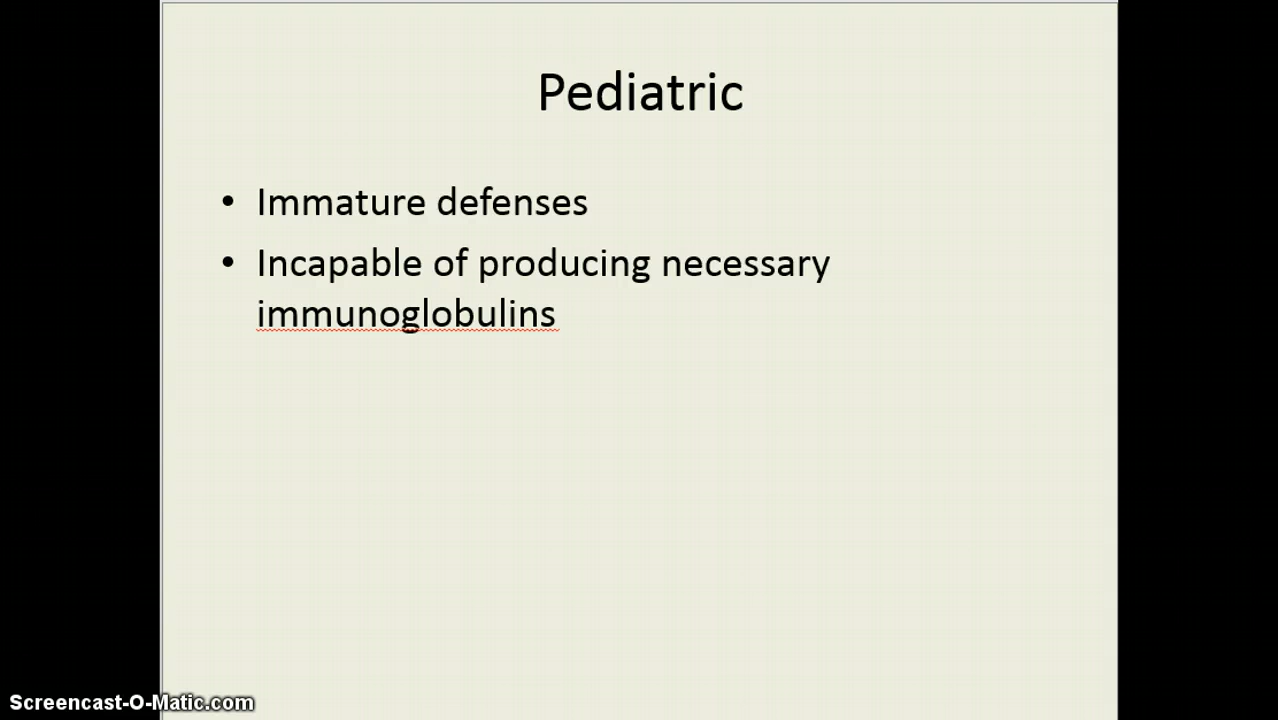 Pediatric
• Immature defenses
• Incapable of producing necessary
immunoglobulins
Screencast-O-Matic.com